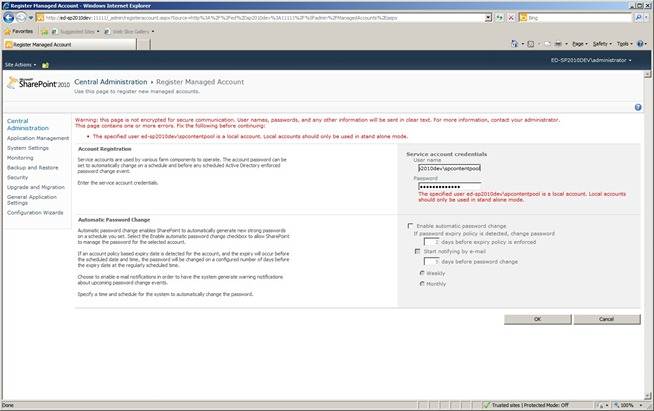 Register Managed Account - Windows Internet Explorer
http://ed-sp2010dev:11111/_admin/registeraccount.aspx?Source=http%3A%2F%2Fed%2Dsp2010dev%3A11111%2F%5Fadmin%2FManagedAccounts%2Easpx
Bing
Favorites
Suggested Sites
Web Slice Gallery
Register Managed Account
Page
Safety
Tools
Site Actions
ED-SP2010DEV\administrator
Microsoft
SharePoint 2010
Central Administration
Register Managed Account
Use this page to register new managed accounts.
Central
Administration
Application Management
System Settings
Monitoring
Backup and Restore
Security
Upgrade and Migration
General Application
Settings
Configuration Wizards
Warning: this page is not encrypted for secure communication. User names, passwords, and any other information will be sent in clear text. For more information, contact your administrator.
This page contains one or more errors. Fix the following before continuing:
The specified user ed-sp2010dev\spcontentpool is a local account. Local accounts should only be used in stand alone mode.
Account Registration
Service accounts are used by various farm components to operate. The account password can be
set to automatically change on a schedule and before any scheduled Active Directory enforced
password change event.
Enter the service account credentials.
Service account credentials
User name
2010dev\spcontentpool
Password
The specified user ed-sp2010dev\spcontentpool is a local account. Local accounts
should only be used in stand alone mode.
Automatic Password Change
Automatic password change enables SharePoint to automatically generate new strong passwords
on a schedule you set. Select the Enable automatic password change checkbox to allow SharePoint
to manage the password for the selected account.
If an account policy based expiry date is detected for the account, and the expiry will occur before
the scheduled date and time, the password will be changed on a configured number of days before
the expiry date at the regularly scheduled time.
Choose to enable e-mail notifications in order to have the system generate warning notifications
about upcoming password change events.
Specify a time and schedule for the system to automatically change the password.
Enable automatic password change
If password expiry policy is detected, change password
2 days before expiry policy is enforced
Start notifying by e-mail
5 days before password change
Weekly
Monthly
OK
Cancel
Done
Trusted sites | Protected Mode: Off
100%